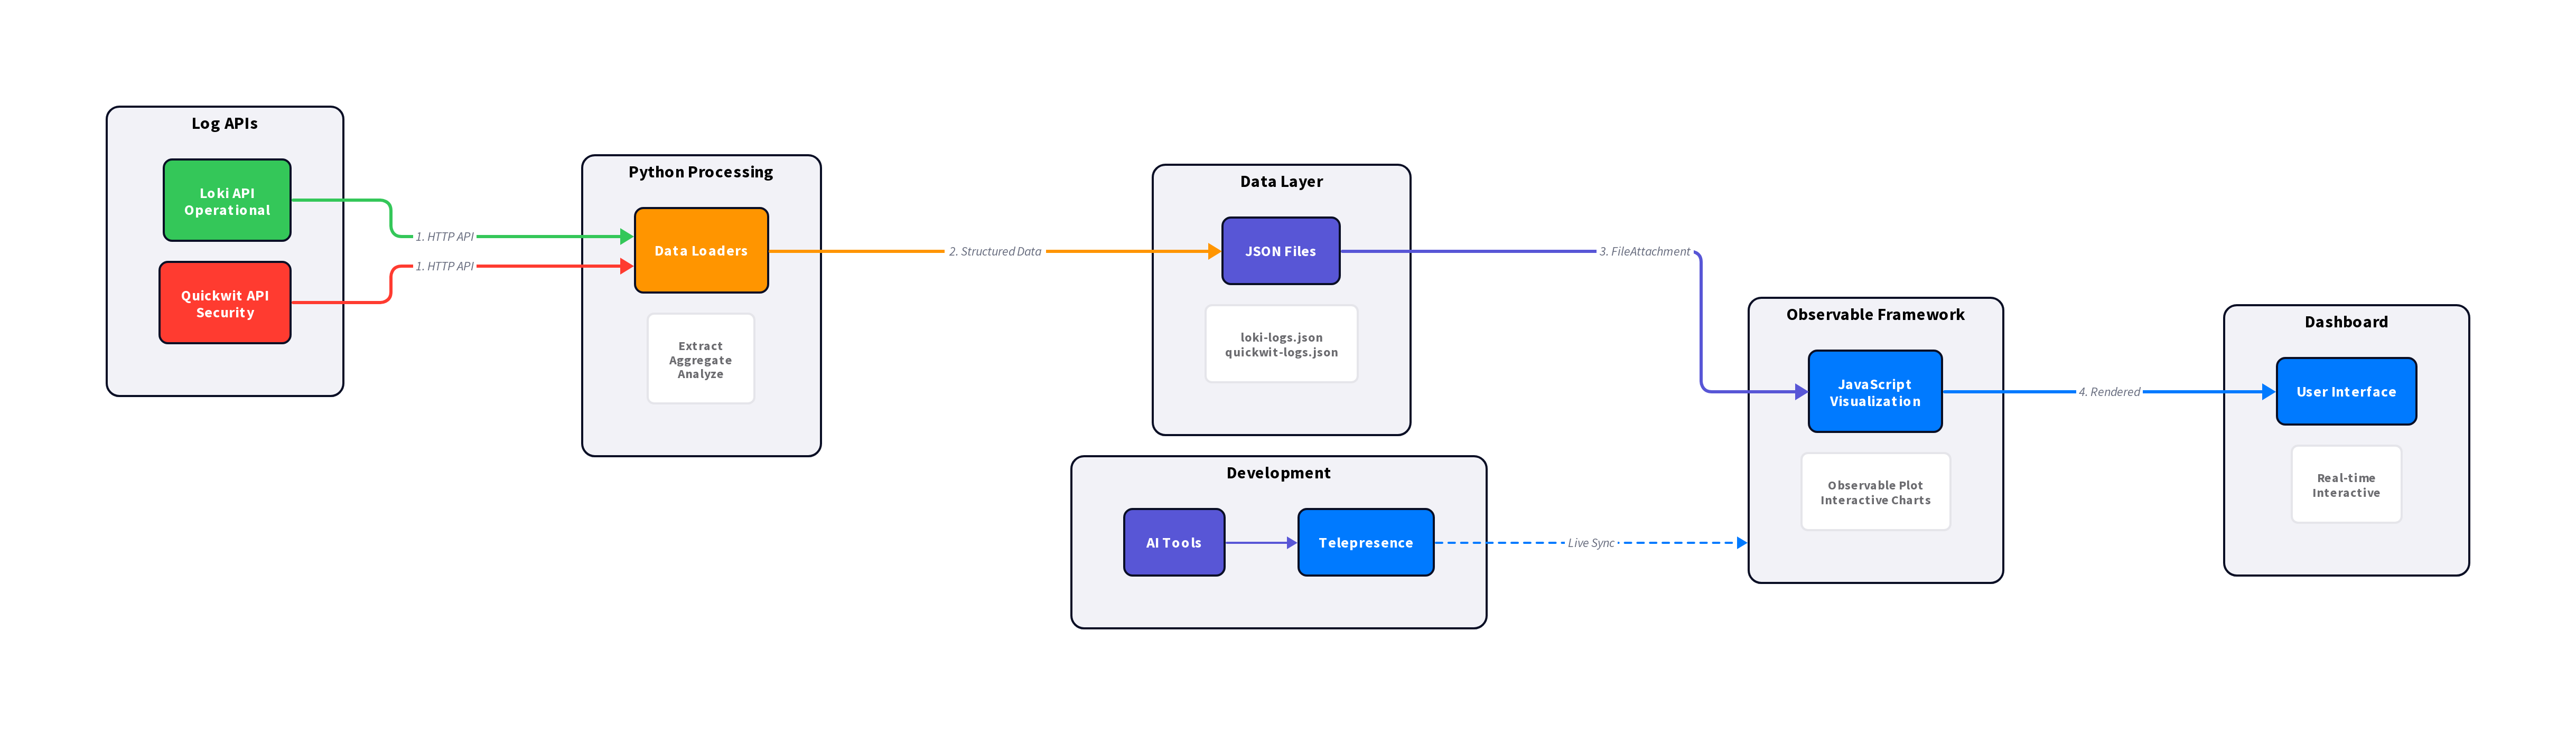 Log APIs
Loki API
Operational
Quickwit API
Security
1. HTTP API
1. HTTP API
Python Processing
Data Loaders
Extract
Aggregate
Analyze
2. Structured Data
Data Layer
JSON Files
loki-logs.json
quickwit-logs.json
3. FileAttachment
Development
AI Tools
Telepresence
Live Sync
Observable Framework
JavaScript
Visualization
Observable Plot
Interactive Charts
4. Rendered
Dashboard
User Interface
Real-time
Interactive